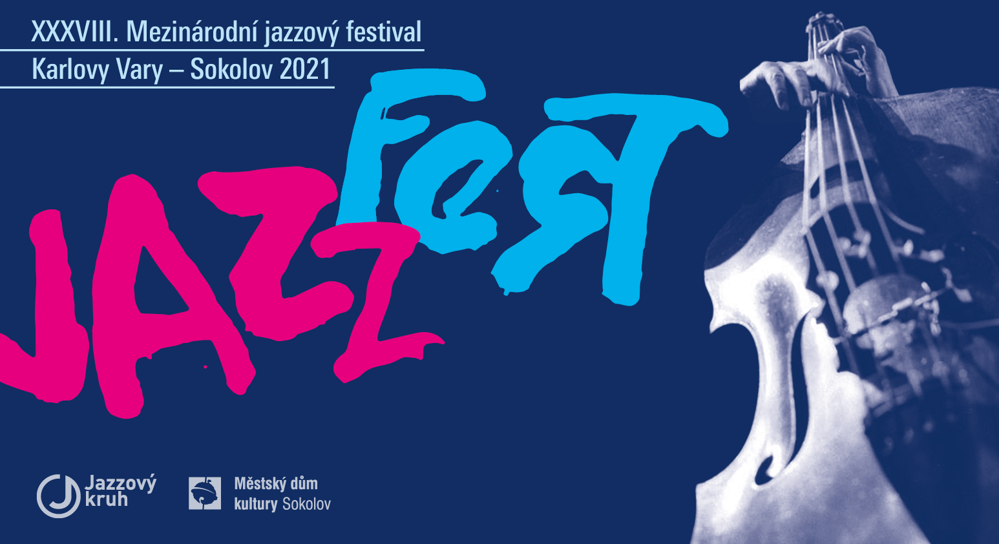 XXXVIII. Mezinárodní jazzový festival
Karlovy Vary – Sokolov 2021
JAZZ
FesT
Jazzový
kruh
Městský dům
kultury Sokolov